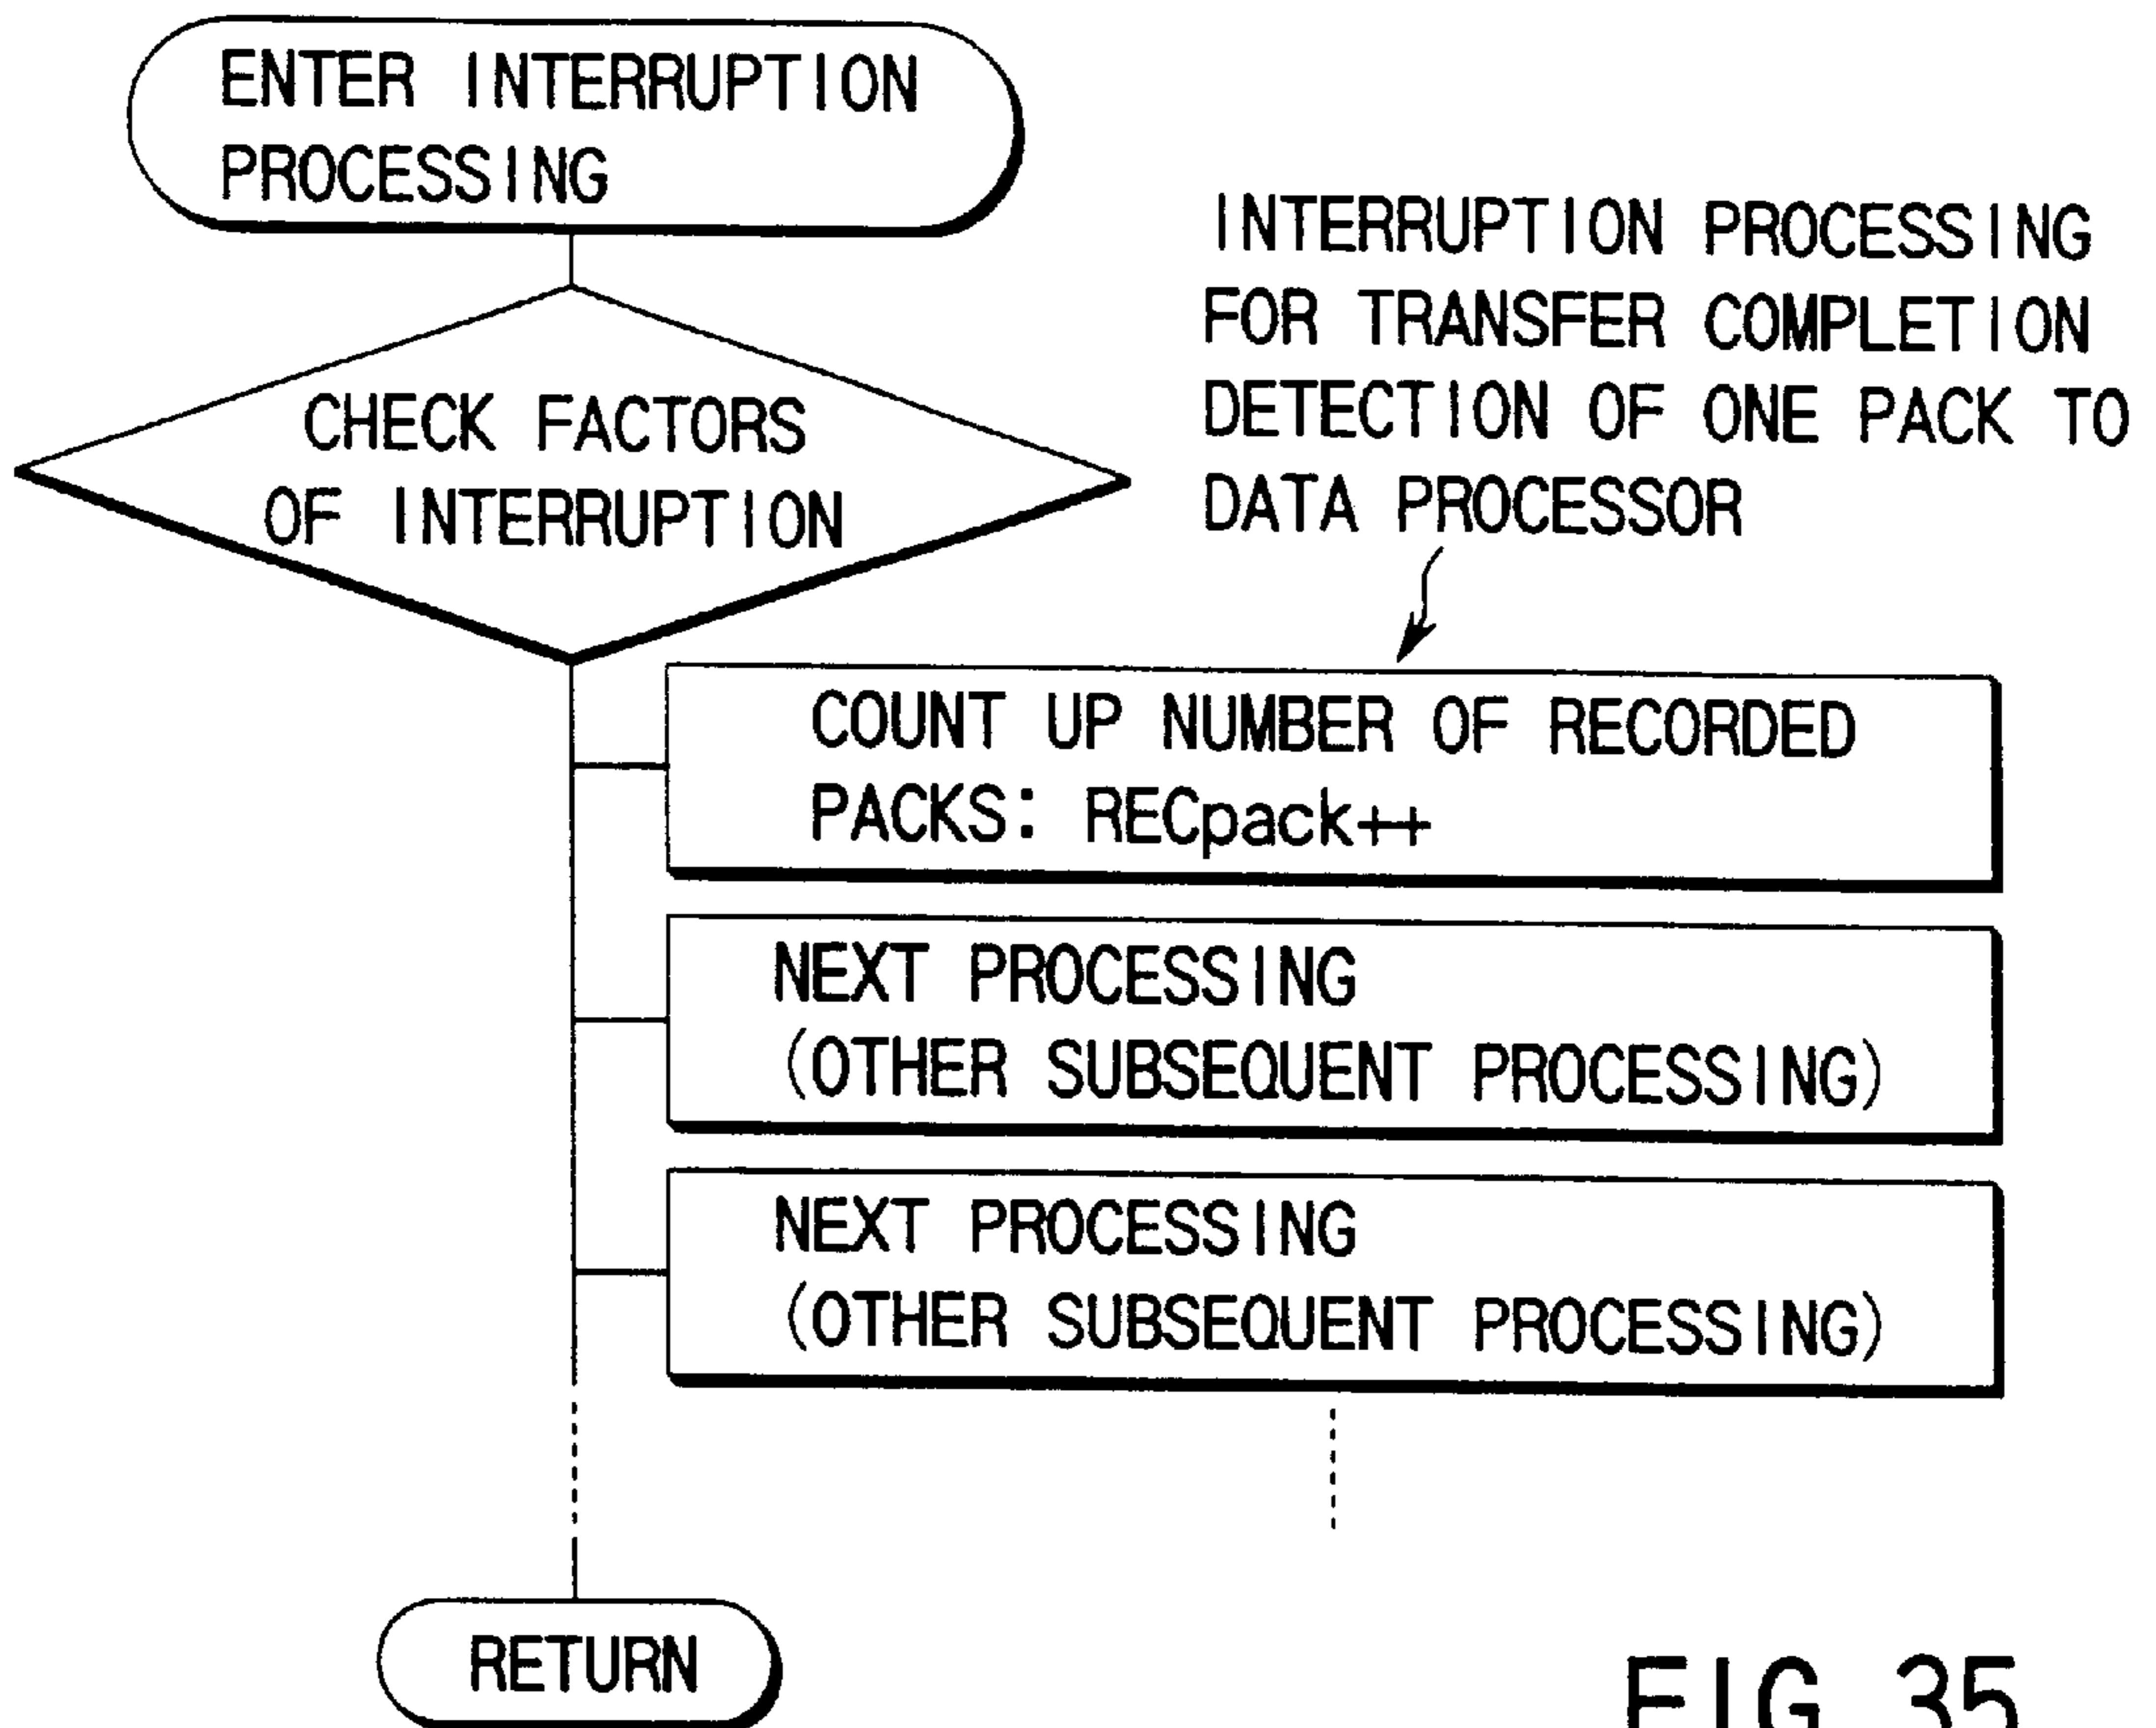 ENTER INTERRUPTION
PROCESSING
INTERRUPTION PROCESSING
FOR TRANSFER COMPLETION
DETECTION OF ONE PACK TO
DATA PROCESSOR
CHECK FACTORS
OF INTERRUPTION
COUNT UP NUMBER OF RECORDED
PACKS: RECpack++
NEXT PROCESSING
(OTHER SUBSEQUENT PROCESSING)
NEXT PROCESSING
(OTHER SUBSEQUENT PROCESSING)
RETURN
FIG. 35